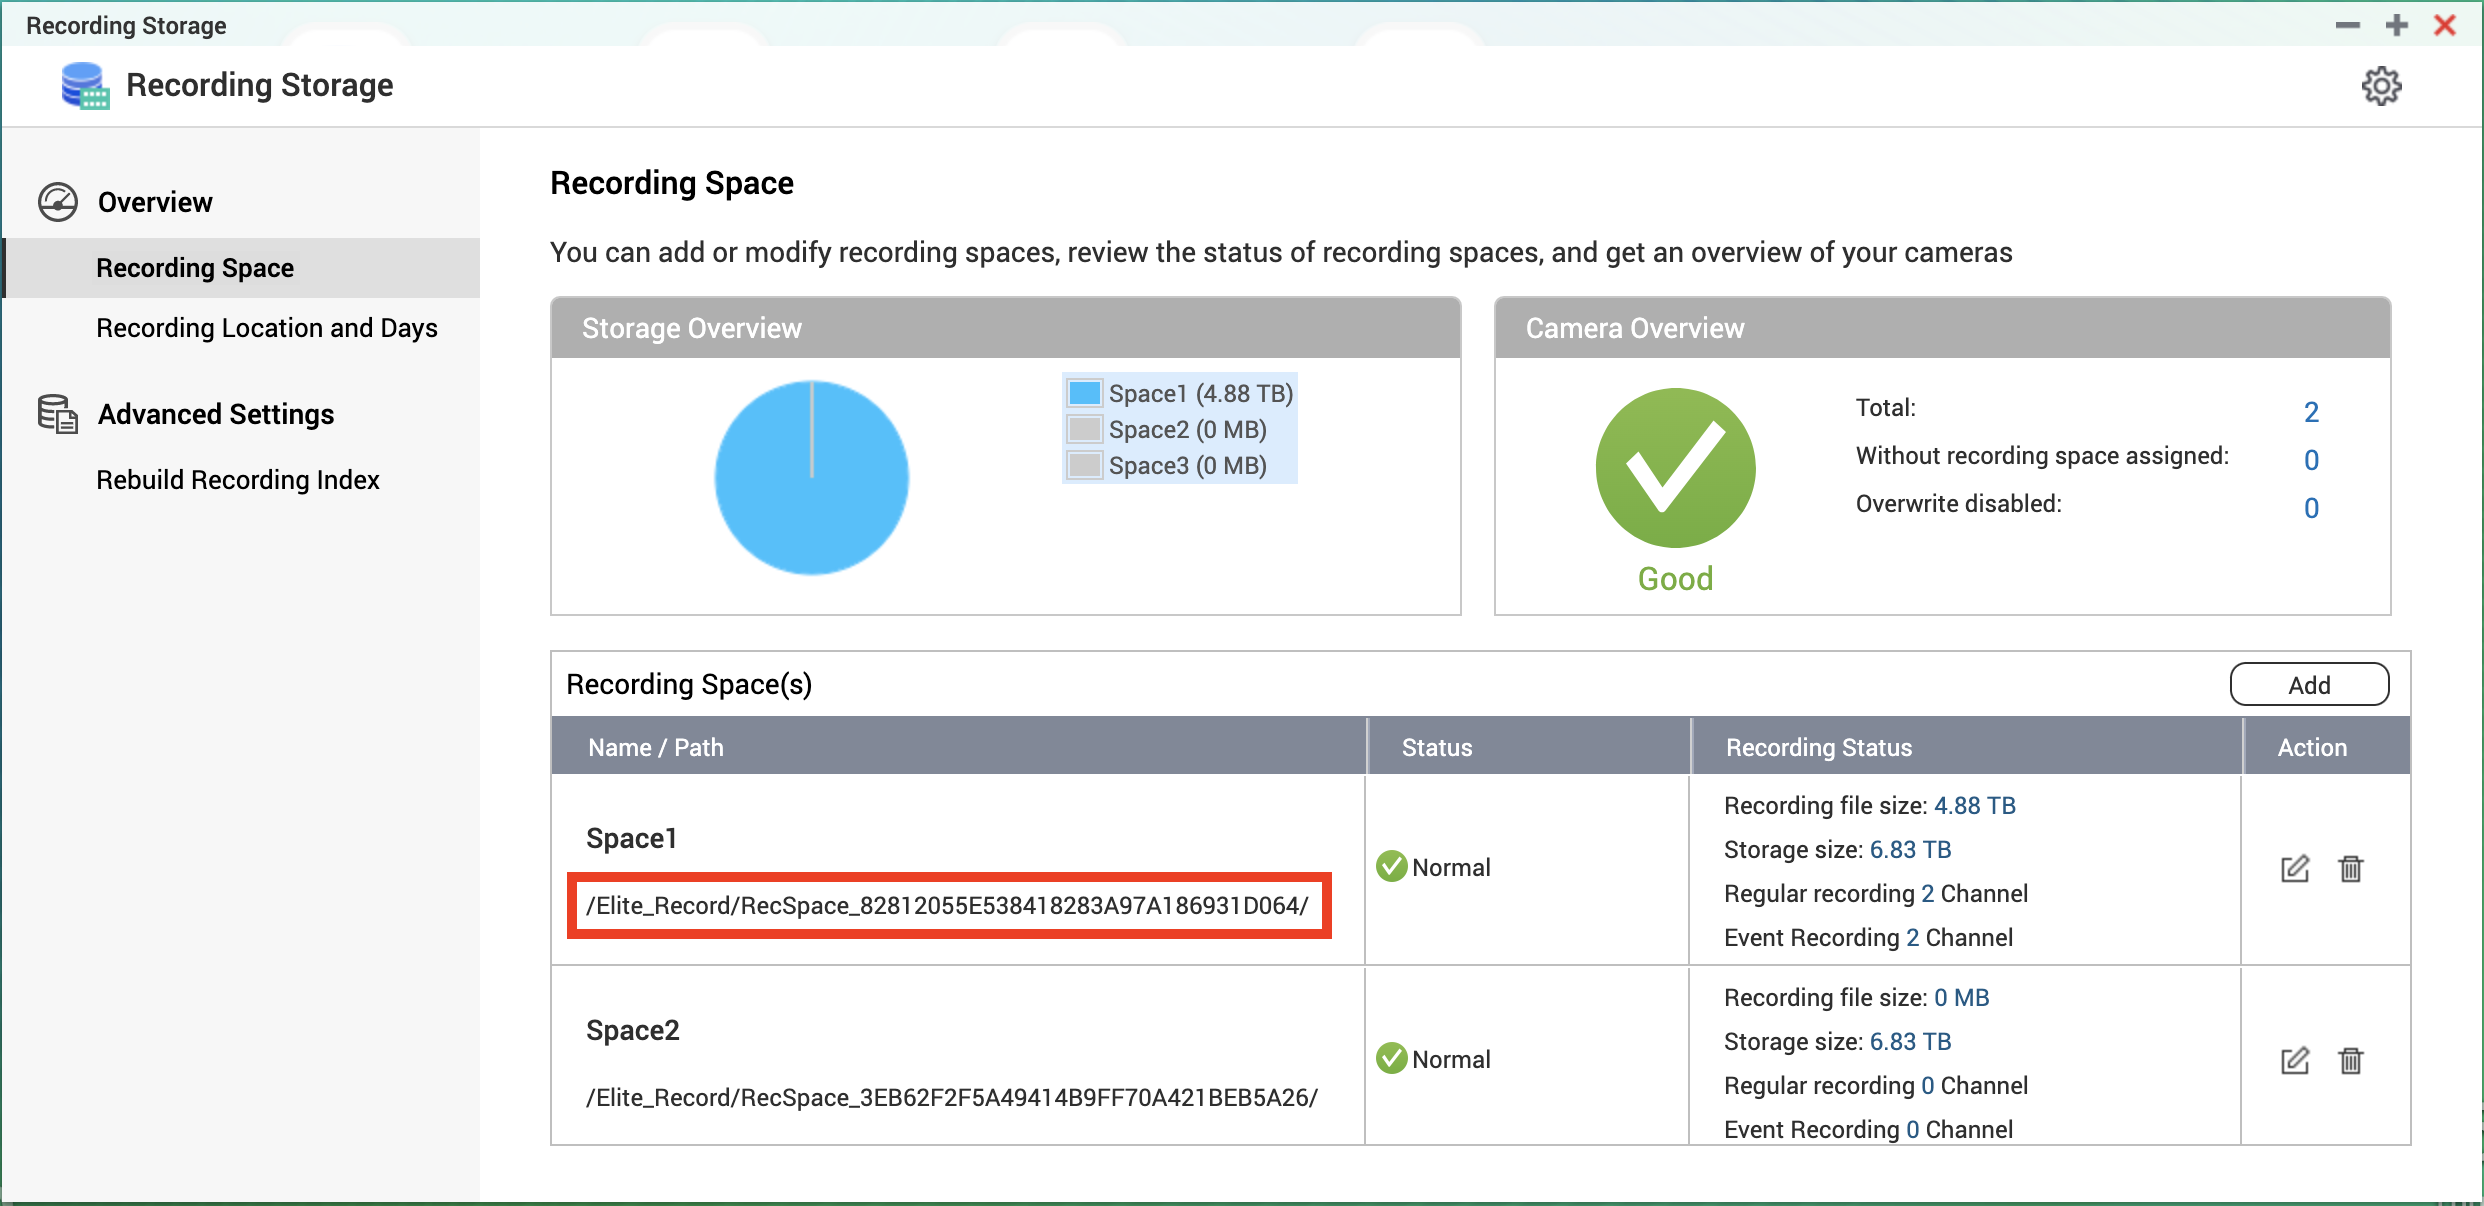 Recording Storage
Recording Storage
Overview
Recording Space
Recording Location and Days
Advanced Settings
Rebuild Recording Index
Recording Space
You can add or modify recording spaces, review the status of recording spaces, and get an overview of your cameras
Storage Overview
Space1 (4.88 TB)
Space2 (0 MB)
Space3 (0 MB)
Camera Overview
Good
Total: 2
Without recording space assigned: 0
Overwrite disabled: 0
Recording Space(s)
Add
Name / Path Status Recording Status Action
Space1
/Elite_Record/RecSpace_82812055E538418283A97A186931D064/
Normal
Recording file size: 4.88 TB
Storage size: 6.83 TB
Regular recording 2 Channel
Event Recording 2 Channel
Space2
/Elite_Record/RecSpace_3EB62F2F5A49414B9FF70A421BEB5A26/
Normal
Recording file size: 0 MB
Storage size: 6.83 TB
Regular recording 0 Channel
Event Recording 0 Channel